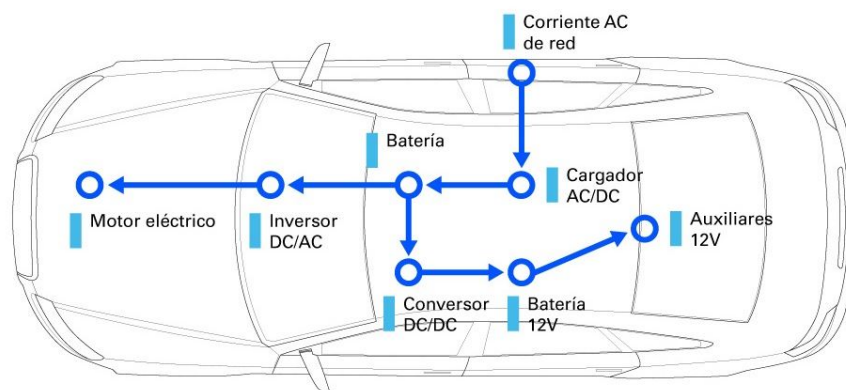 Corriente AC
de red
Batería
Cargador
AC/DC
Motor eléctrico
Inversor
DC/AC
Auxiliares
12V
Conversor
DC/DC
Batería
12V